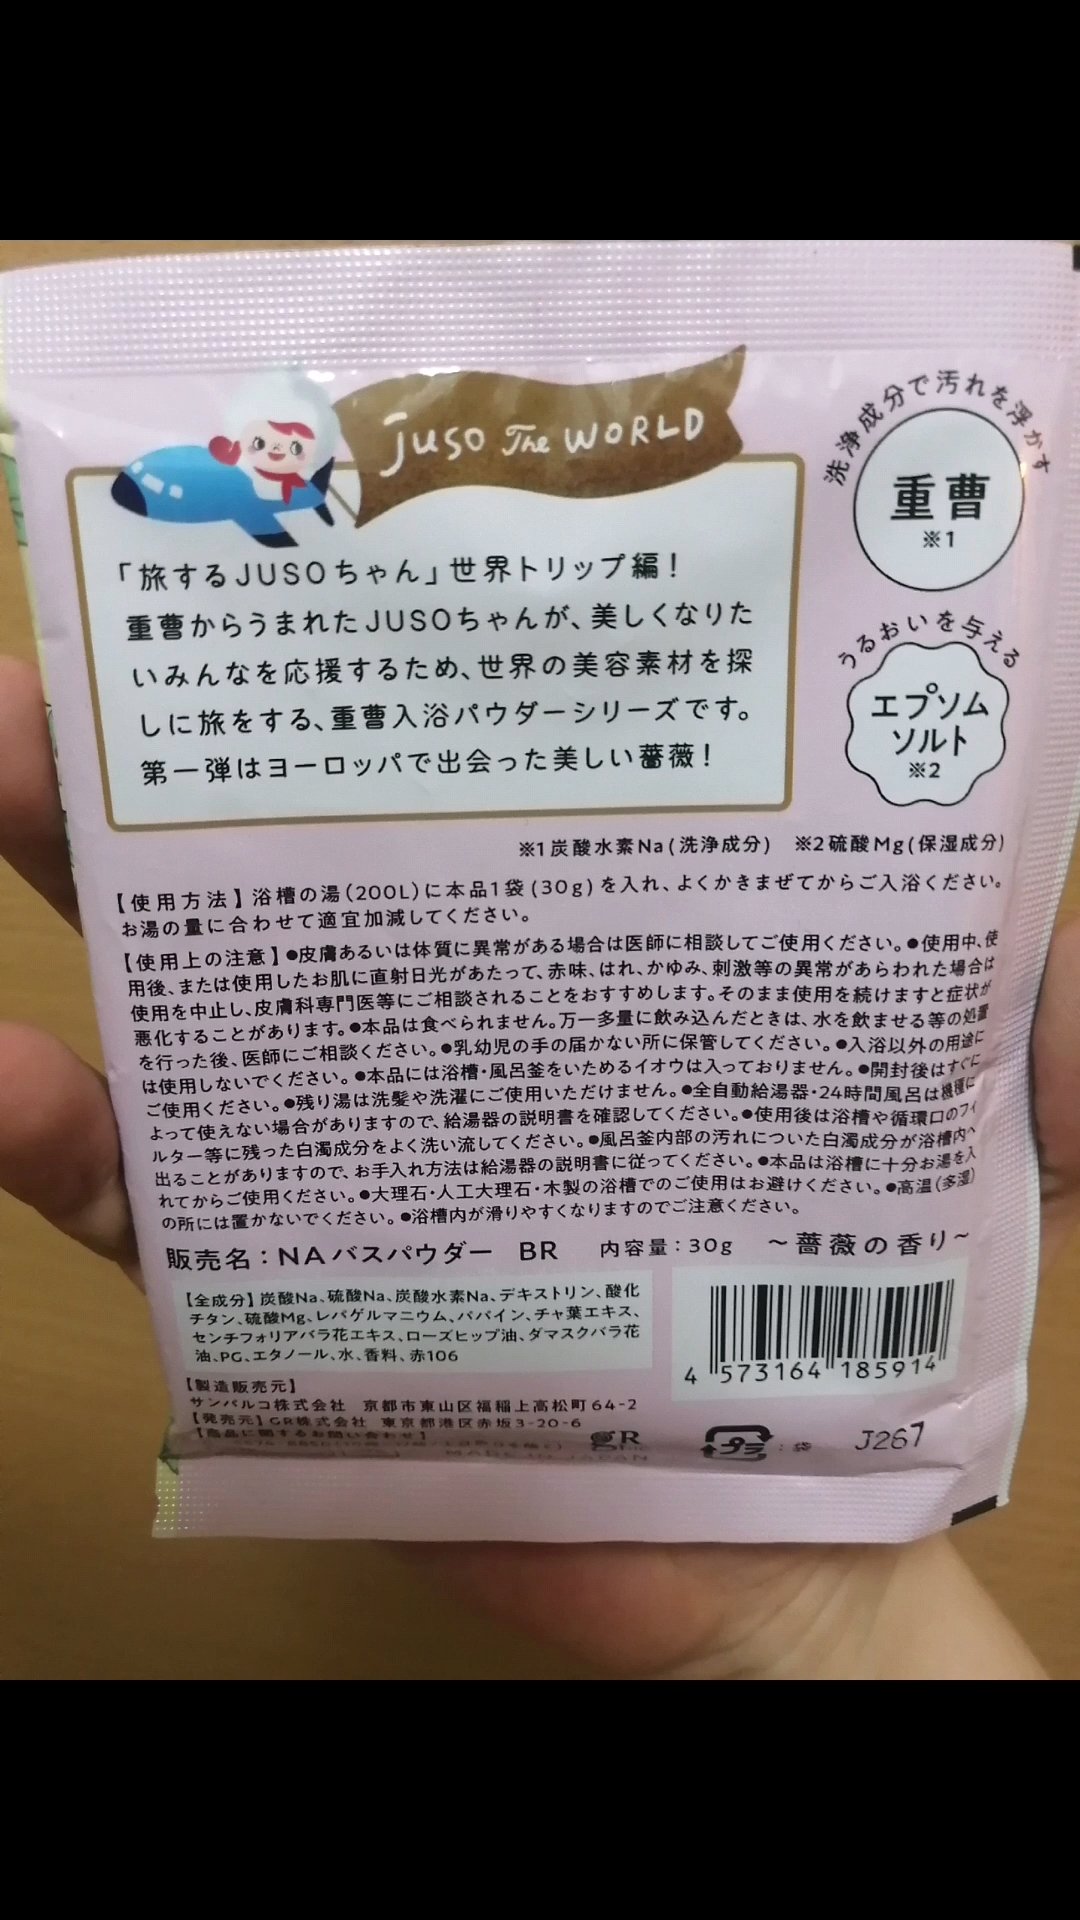 JUSO The WORLD
洗浄成分で汚れを浮かす
重曹
※1
うるおいを与える
エプソム
ソルト
※2
「旅するJUSOちゃん」世界トリップ編！
重曹からうまれたJUSOちゃんが、美しくなりた
いみんなを応援するため、世界の美容素材を探
しに旅をする、重曹入浴パウダーシリーズです。
第一弾はヨーロッパで出会った美しい薔薇！
※1炭酸水素Na(洗浄成分) ※2硫酸Mg(保湿成分)
【使用方法】浴槽の湯(200L)に本品1袋(30g)を入れ、よくかきまぜてからご入浴ください。
お湯の量に合わせて適宜加減してください。
【使用上の注意】●皮膚あるいは体質に異常がある場合は医師に相談してご使用ください。●使用中、使
用後、または使用したお肌に直射日光があたって、赤味、はれ、かゆみ、刺激等の異常があらわれた場合は
使用を中止し、皮膚科専門医等にご相談されることをおすすめします。そのまま使用を続けますと症状が
悪化することがあります。●本品は食べられません。万一多量に飲み込んだときは、水を飲ませる等の処置
を行った後、医師にご相談ください。●乳幼児の手の届かない所に保管してください。●入浴以外の用途に
は使用しないでください。●本品には浴槽・風呂釜をいためるイオウは入っておりません。●開封後はすぐに
ご使用ください。●残り湯は洗髪や洗濯にご使用いただけません。●全自動給湯器・24時間風呂は機種に
よって使えない場合がありますので、給湯器の説明書を確認してください。●使用後は浴槽や循環口のフィ
ルター等に残った白濁成分をよく洗い流してください。●風呂釜内部の汚れについた白濁成分が浴槽内へ
出ることがありますので、お手入れ方法は給湯器の説明書に従ってください。●本品は浴槽に十分お湯を入
れてからご使用ください。●大理石・人工大理石・木製の浴槽でのご使用はお避けください。●高温(多湿)
の所には置かないでください。●浴槽内が滑りやすくなりますのでご注意ください。
販売名：NAバスパウダー BR 内容量：30g ～薔薇の香り～
【全成分】炭酸Na、硫酸Na、炭酸水素Na、デキストリン、酸化
チタン、硫酸Mg、レパゲルマニウム、パパイン、チャ葉エキス、
センチフォリアバラ花エキス、ローズヒップ油、ダマスクバラ花
油、PG、エタノール、水、香料、赤106
4 573164 185914
【製造販売元】
サンパルコ株式会社 京都市東山区福稲上高松町64-2
【発売元】GR株式会社 東京都港区赤坂3-20-6
【商品に関するお問い合わせ】
MADE IN JAPAN
gR
プラ
：袋
J267